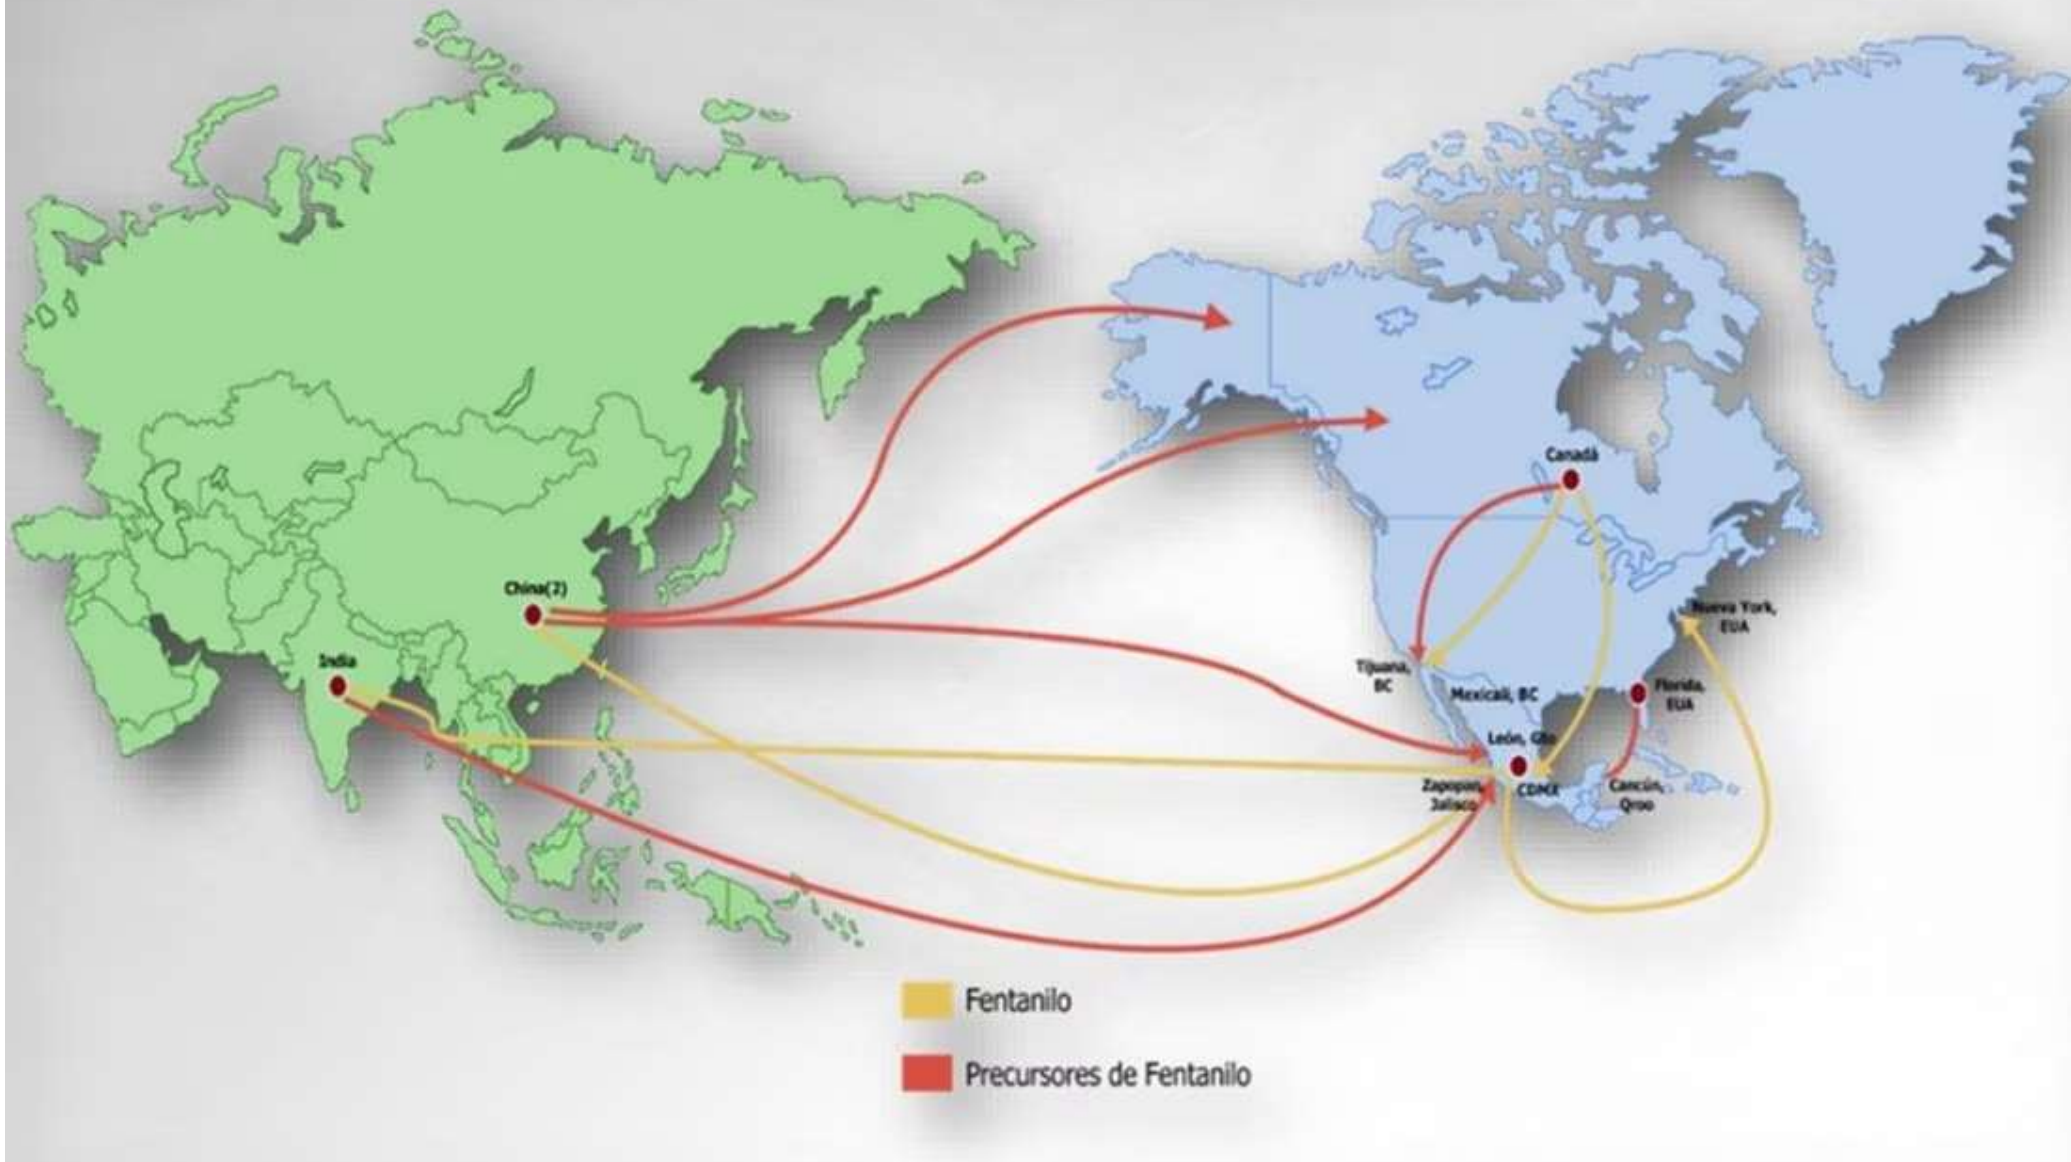 Canadá
China(2)
Nueva York,
EUA
India
Tijuana,
BC
Mexicali, BC
Florida,
EUA
León, Gto
Zapopan,
Jalisco
CDMX
Cancún,
Qroo
Fentanilo
Precursores de Fentanilo